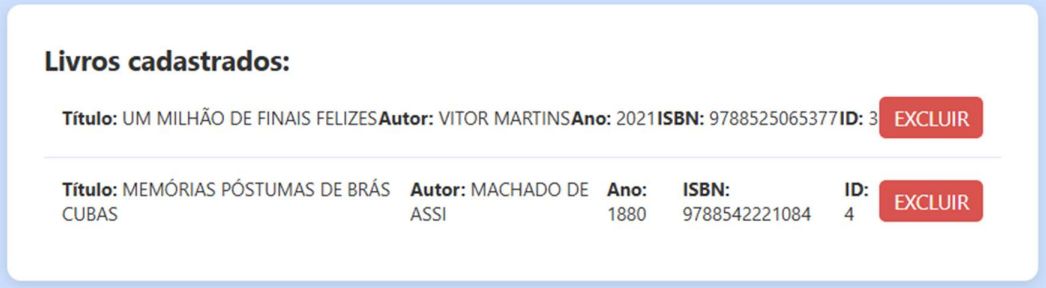 Livros cadastrados:
Título: UM MILHÃO DE FINAIS FELIZESAutor: VITOR MARTINSAno: 2021ISBN: 9788525065377ID: 3 EXCLUIR
Título: MEMÓRIAS PÓSTUMAS DE BRÁS Autor: MACHADO DE Ano: ISBN: ID: EXCLUIR
CUBAS ASSI 1880 9788542221084 4